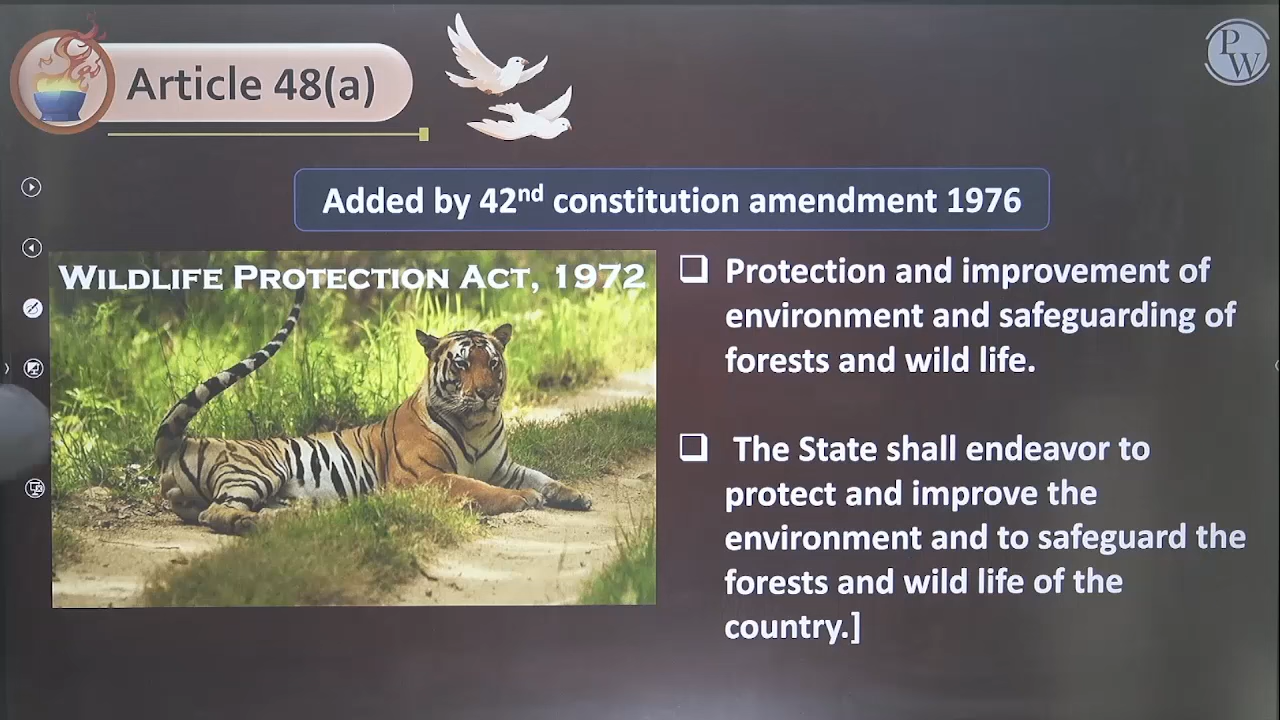 Article 48(a)
PW
Added by 42nd constitution amendment 1976
WILDLIFE PROTECTION ACT, 1972
❑ Protection and improvement of
environment and safeguarding of
forests and wild life.
❑ The State shall endeavor to
protect and improve the
environment and to safeguard the
forests and wild life of the
country.]